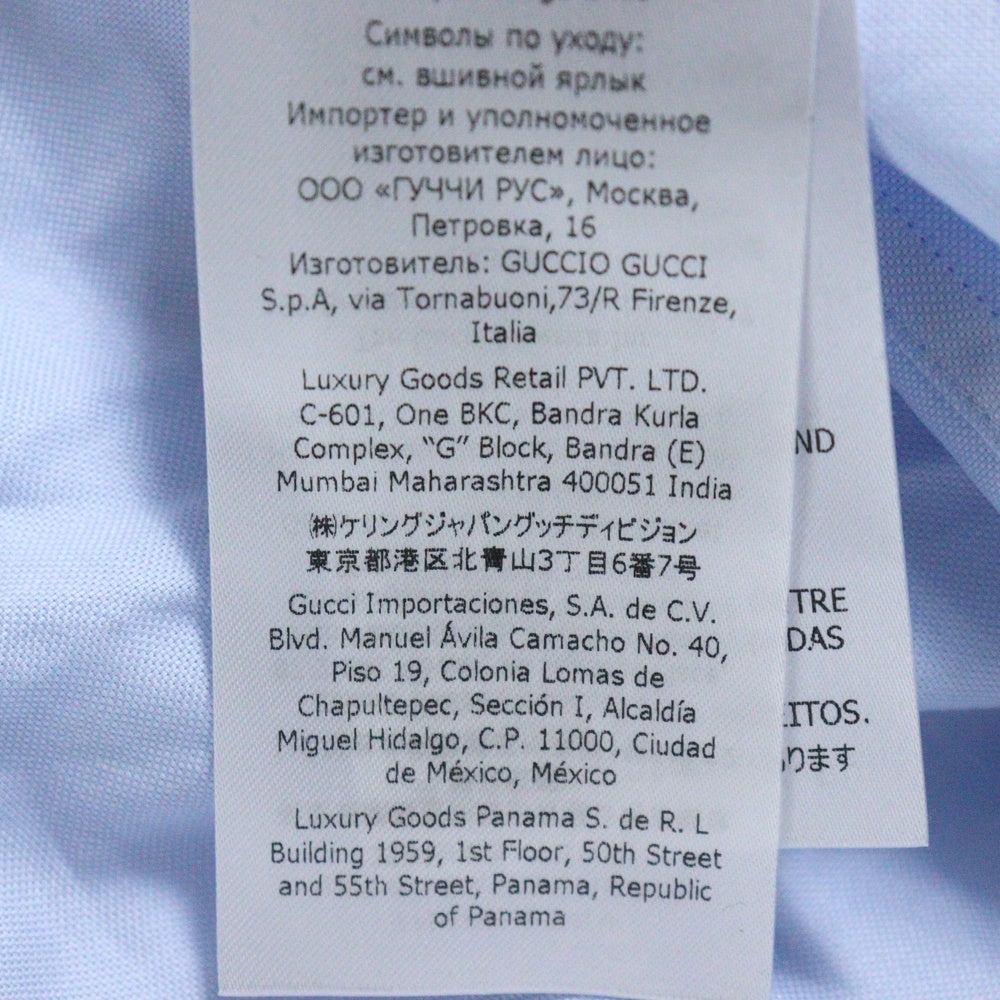 Символы по уходу:
см. вшивной ярлык
Импортер и уполномоченное
изготовителем лицо:
ООО «ГУЧЧИ РУС», Москва,
Петровка, 16
Изготовитель: GUCCIO GUCCI
S.p.A, via Tornabuoni,73/R Firenze,
Italia
Luxury Goods Retail PVT. LTD.
C-601, One BKC, Bandra Kurla
Complex, “G” Block, Bandra (E)
Mumbai Maharashtra 400051 India
㈱ケリングジャパングッチディビジョン
東京都港区北青山3丁目6番7号
Gucci Importaciones, S.A. de C.V.
Blvd. Manuel Ávila Camacho No. 40,
Piso 19, Colonia Lomas de
Chapultepec, Sección I, Alcaldía
Miguel Hidalgo, C.P. 11000, Ciudad
de México, México
Luxury Goods Panama S. de R. L
Building 1959, 1st Floor, 50th Street
and 55th Street, Panama, Republic
of Panama
ND
TRE
DAS
ITOS.
ります